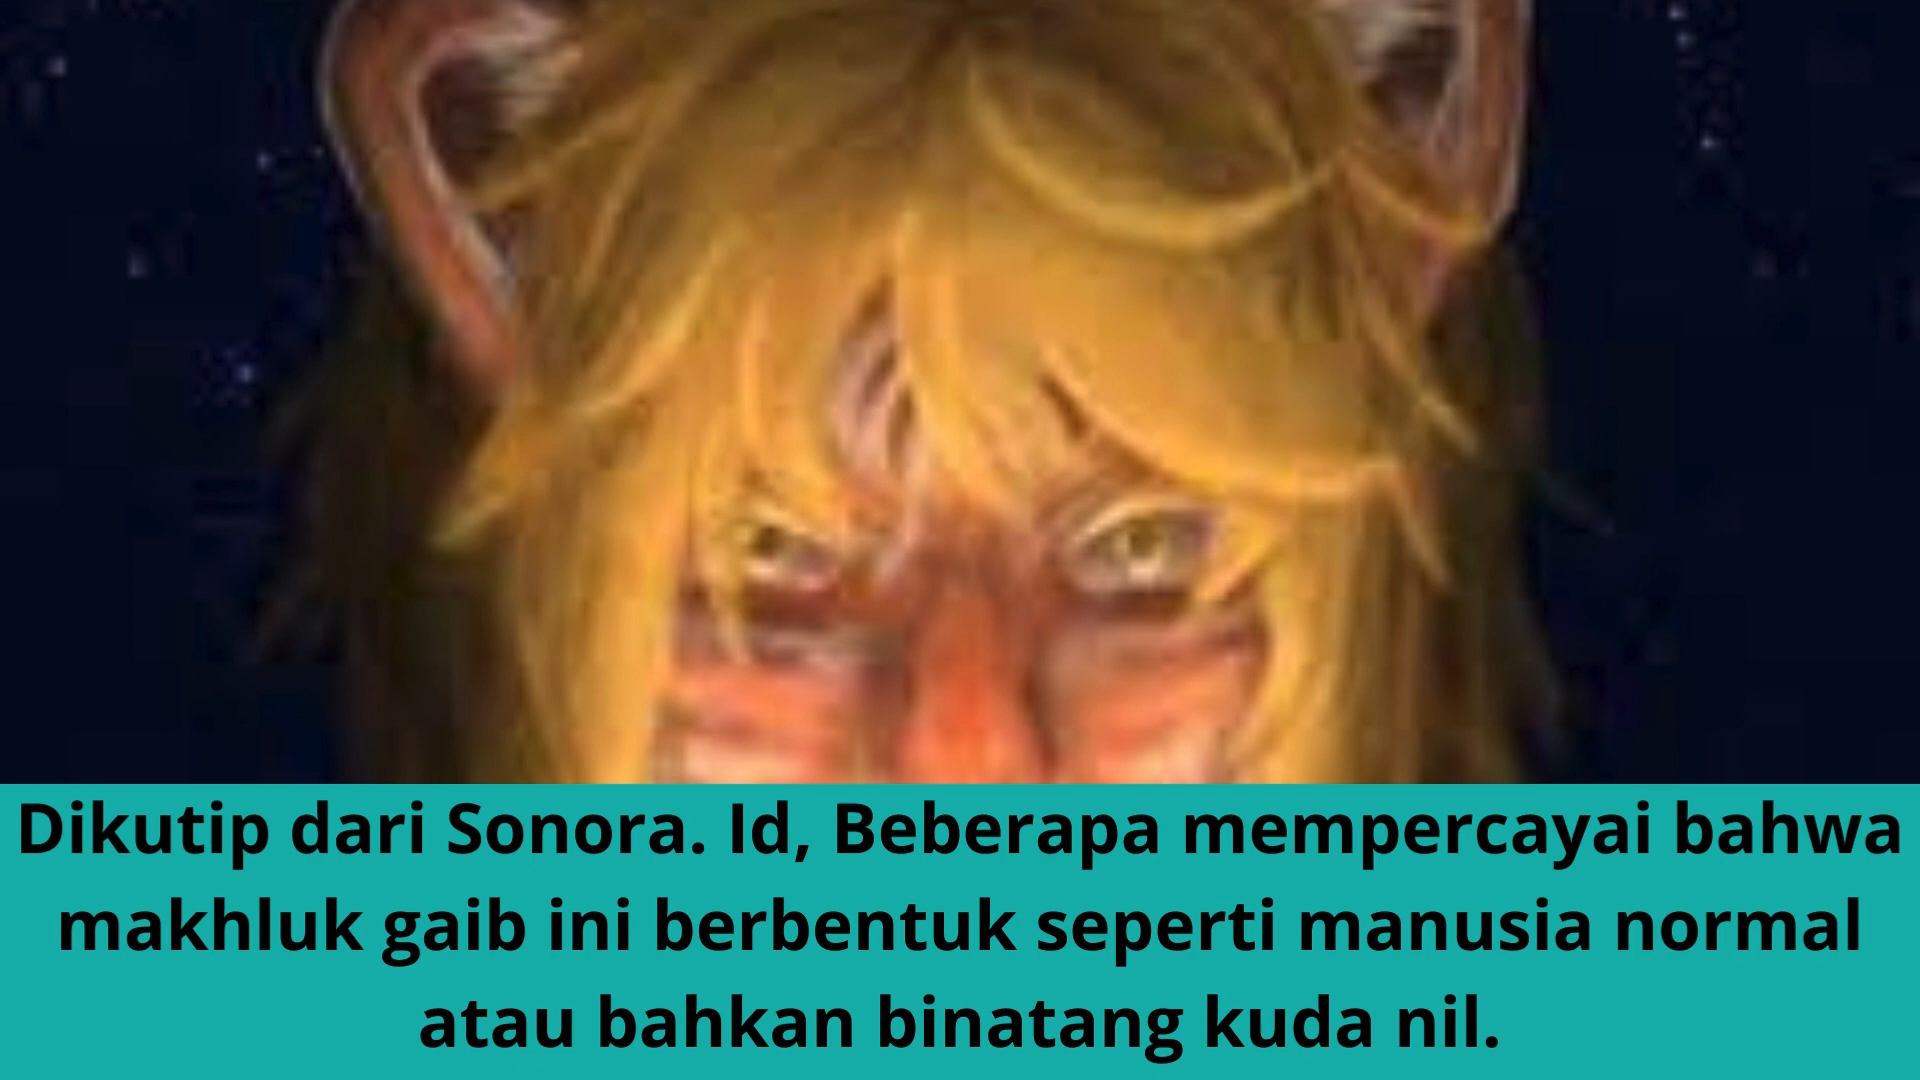 Dikutip dari Sonora. Id, Beberapa mempercayai bahwa
makhluk gaib ini berbentuk seperti manusia normal
atau bahkan binatang kuda nil.